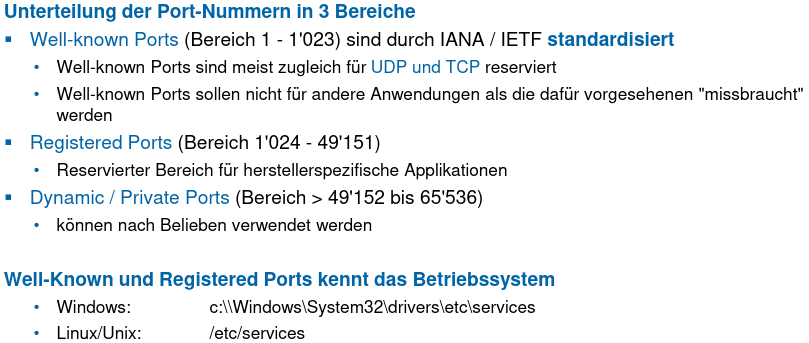 Unterteilung der Port-Nummern in 3 Bereiche
▪ Well-known Ports (Bereich 1 - 1'023) sind durch IANA / IETF standardisiert
• Well-known Ports sind meist zugleich für UDP und TCP reserviert
• Well-known Ports sollen nicht für andere Anwendungen als die dafür vorgesehenen "missbraucht"
werden
▪ Registered Ports (Bereich 1'024 - 49'151)
• Reservierter Bereich für herstellerspezifische Applikationen
▪ Dynamic / Private Ports (Bereich > 49'152 bis 65'536)
• können nach Belieben verwendet werden
Well-Known und Registered Ports kennt das Betriebssystem
• Windows: c:\\Windows\System32\drivers\etc\services
• Linux/Unix: /etc/services